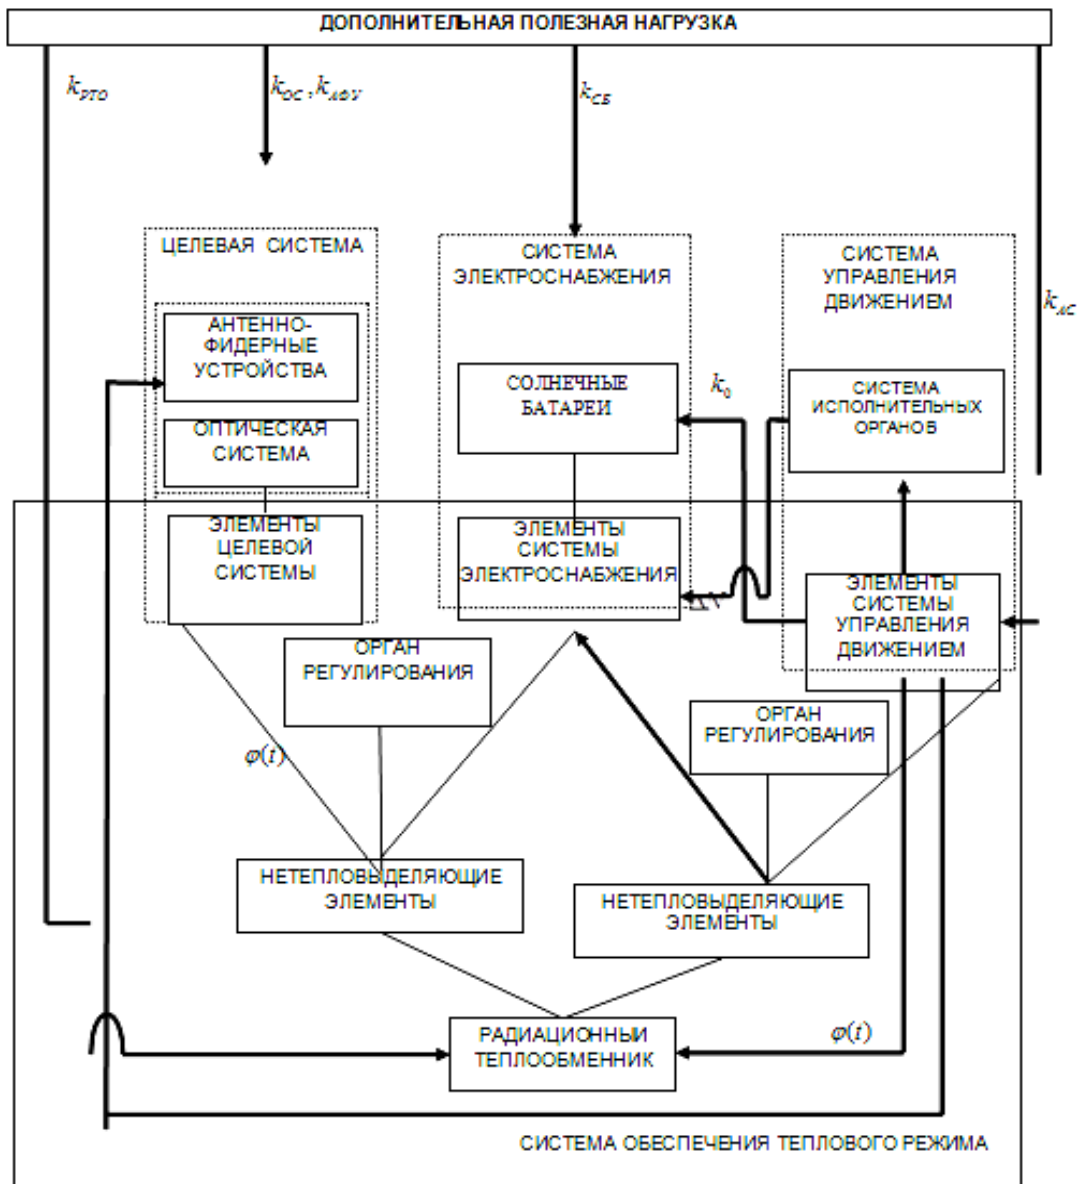 ДОПОЛНИТЕЛЬНАЯ ПОЛЕЗНАЯ НАГРУЗКА
k_РТО
k_ОС, k_АФУ
k_СБ
ЦЕЛЕВАЯ СИСТЕМА
СИСТЕМА
ЭЛЕКТРОСНАБЖЕНИЯ
СИСТЕМА
УПРАВЛЕНИЯ
ДВИЖЕНИЕМ
k_АС
АНТЕННО-
ФИДЕРНЫЕ
УСТРОЙСТВА
СОЛНЕЧНЫЕ
БАТАРЕИ
k_0
СИСТЕМА
ИСПОЛНИТЕЛЬНЫХ
ОРГАНОВ
ОПТИЧЕСКАЯ
СИСТЕМА
ЭЛЕМЕНТЫ
ЦЕЛЕВОЙ
СИСТЕМЫ
ЭЛЕМЕНТЫ
СИСТЕМЫ
ЭЛЕКТРОСНАБЖЕНИЯ
ЭЛЕМЕНТЫ
СИСТЕМЫ
УПРАВЛЕНИЯ
ДВИЖЕНИЕМ
ОРГАН
РЕГУЛИРОВАНИЯ
ОРГАН
РЕГУЛИРОВАНИЯ
φ(t)
НЕТЕПЛОВЫДЕЛЯЮЩИЕ
ЭЛЕМЕНТЫ
НЕТЕПЛОВЫДЕЛЯЮЩИЕ
ЭЛЕМЕНТЫ
РАДИАЦИОННЫЙ
ТЕПЛООБМЕННИК
φ(t)
СИСТЕМА ОБЕСПЕЧЕНИЯ ТЕПЛОВОГО РЕЖИМА